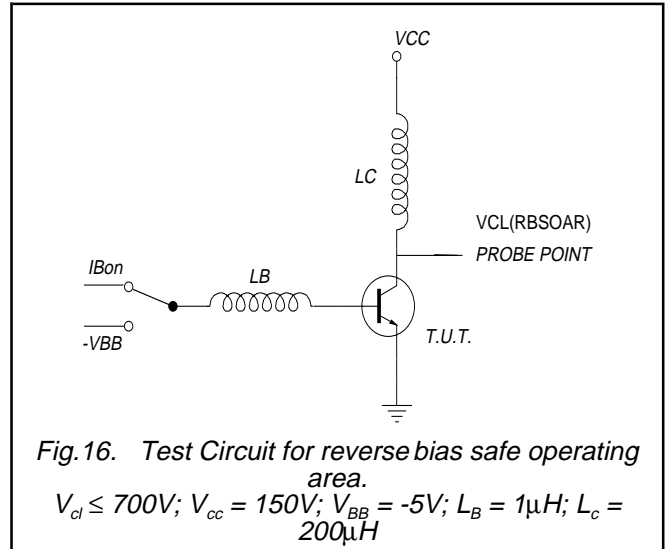 VCC
LC
VCL(RBSOAR)
PROBE POINT
IBon
LB
-VBB
T.U.T.
Fig.16. Test Circuit for reverse bias safe operating
area.
Vcl ≤ 700V; Vcc = 150V; VBB = -5V; LB = 1μH; Lc =
200μH